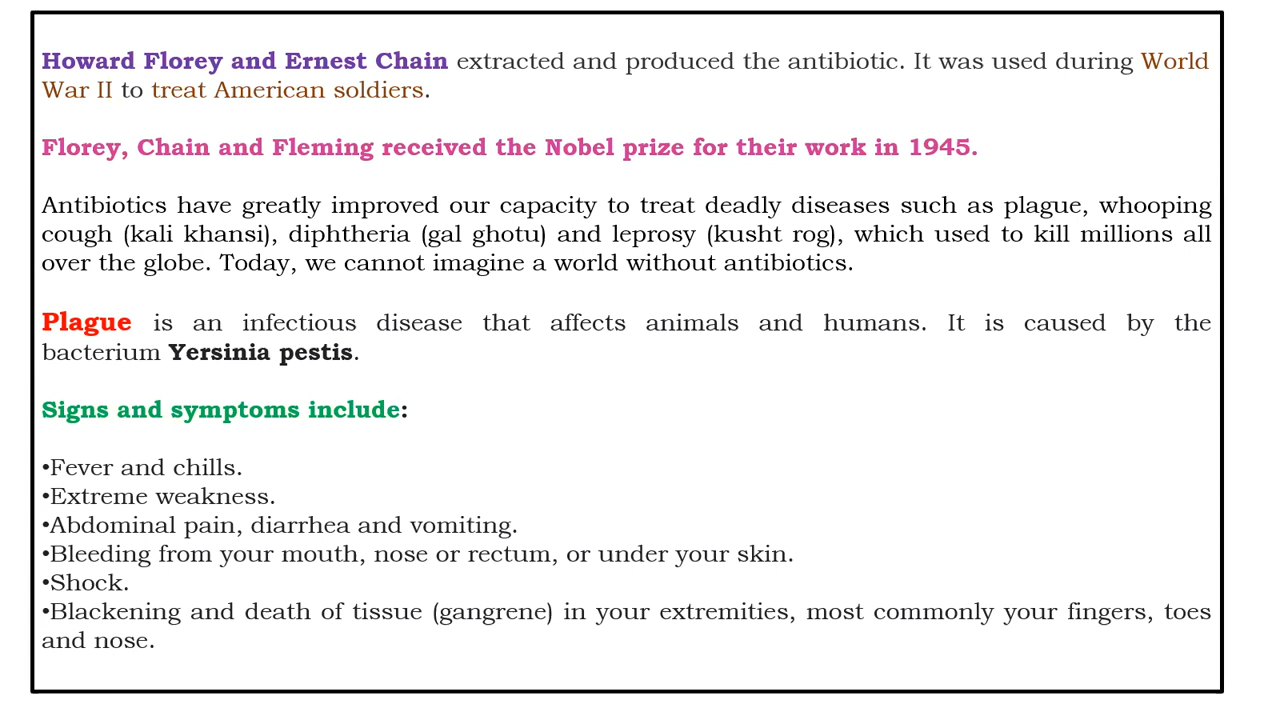 Howard Florey and Ernest Chain extracted and produced the antibiotic. It was used during World
War II to treat American soldiers.
Florey, Chain and Fleming received the Nobel prize for their work in 1945.
Antibiotics have greatly improved our capacity to treat deadly diseases such as plague, whooping
cough (kali khansi), diphtheria (gal ghotu) and leprosy (kusht rog), which used to kill millions all
over the globe. Today, we cannot imagine a world without antibiotics.
Plague is an infectious disease that affects animals and humans. It is caused by the
bacterium Yersinia pestis.
Signs and symptoms include:
•Fever and chills.
•Extreme weakness.
•Abdominal pain, diarrhea and vomiting.
•Bleeding from your mouth, nose or rectum, or under your skin.
•Shock.
•Blackening and death of tissue (gangrene) in your extremities, most commonly your fingers, toes
and nose.